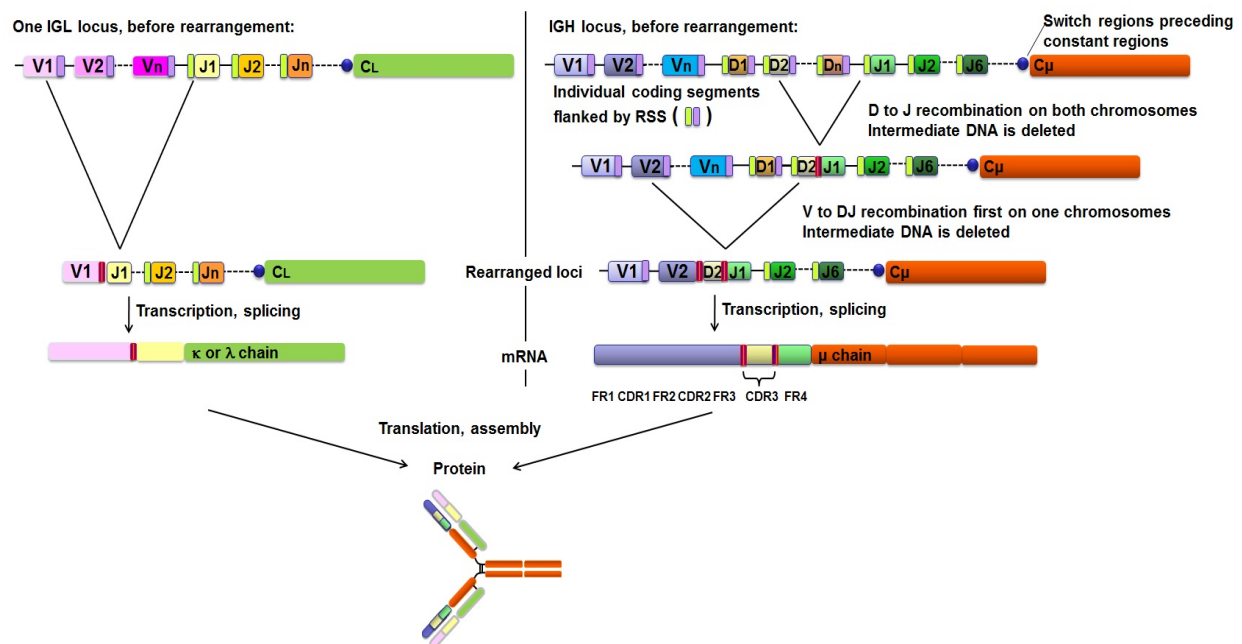 One IGL locus, before rearrangement:
V1 V2 Vn J1 J2 Jn CL
V1 J1 J2 Jn CL
Transcription, splicing
κ or λ chain
IGH locus, before rearrangement:
Switch regions preceding
constant regions
V1 V2 Vn D1 D2 Dn J1 J2 J6 Cμ
Individual coding segments
flanked by RSS ( )
D to J recombination on both chromosomes
Intermediate DNA is deleted
V1 V2 Vn D1 D2 J1 J2 J6 Cμ
V to DJ recombination first on one chromosomes
Intermediate DNA is deleted
Rearranged loci
V1 V2 D2 J1 J2 J6 Cμ
Transcription, splicing
mRNA
μ chain
FR1 CDR1 FR2 CDR2 FR3 CDR3 FR4
Translation, assembly
Protein